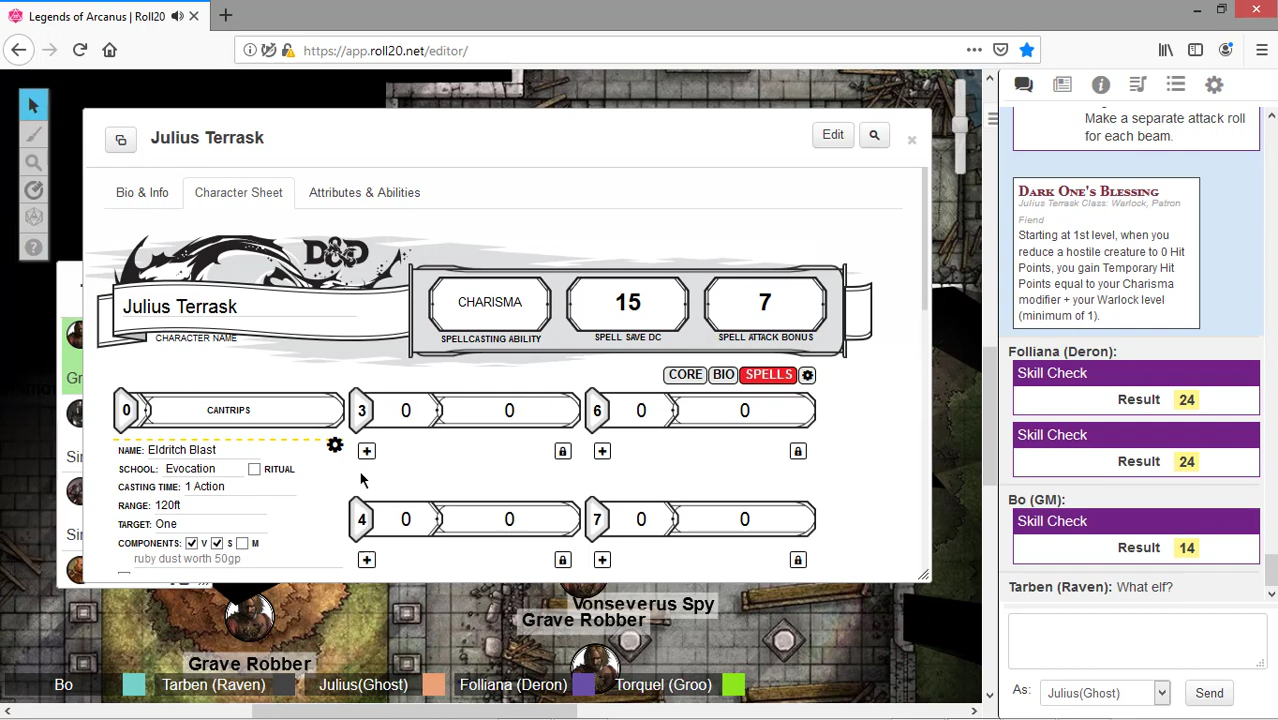 Legends of Arcanus | Roll20
https://app.roll20.net/editor/
Julius Terrask
Edit
Bio & Info
Character Sheet
Attributes & Abilities
D&D
Julius Terrask
CHARACTER NAME
CHARISMA
15
7
SPELLCASTING ABILITY
SPELL SAVE DC
SPELL ATTACK BONUS
CORE
BIO
SPELLS
0
CANTRIPS
3
0
0
6
0
0
NAME: Eldritch Blast
SCHOOL: Evocation
RITUAL
CASTING TIME: 1 Action
RANGE: 120ft
TARGET: One
COMPONENTS: V S M
ruby dust worth 50gp
4
0
0
7
0
0
Gr
Sir
Sir
Vonseverus Spy
Grave Robber
Grave Robber
Bo
Tarben (Raven)
Julius(Ghost)
Folliana (Deron)
Torquel (Groo)
Make a separate attack roll
for each beam.
Dark One's Blessing
Julius Terrask Class: Warlock, Patron
Fiend
Starting at 1st level, when you
reduce a hostile creature to 0 Hit
Points, you gain Temporary Hit
Points equal to your Charisma
modifier + your Warlock level
(minimum of 1).
Folliana (Deron):
Skill Check
Result 24
Skill Check
Result 24
Bo (GM):
Skill Check
Result 14
Tarben (Raven): What elf?
As:
Julius(Ghost)
Send